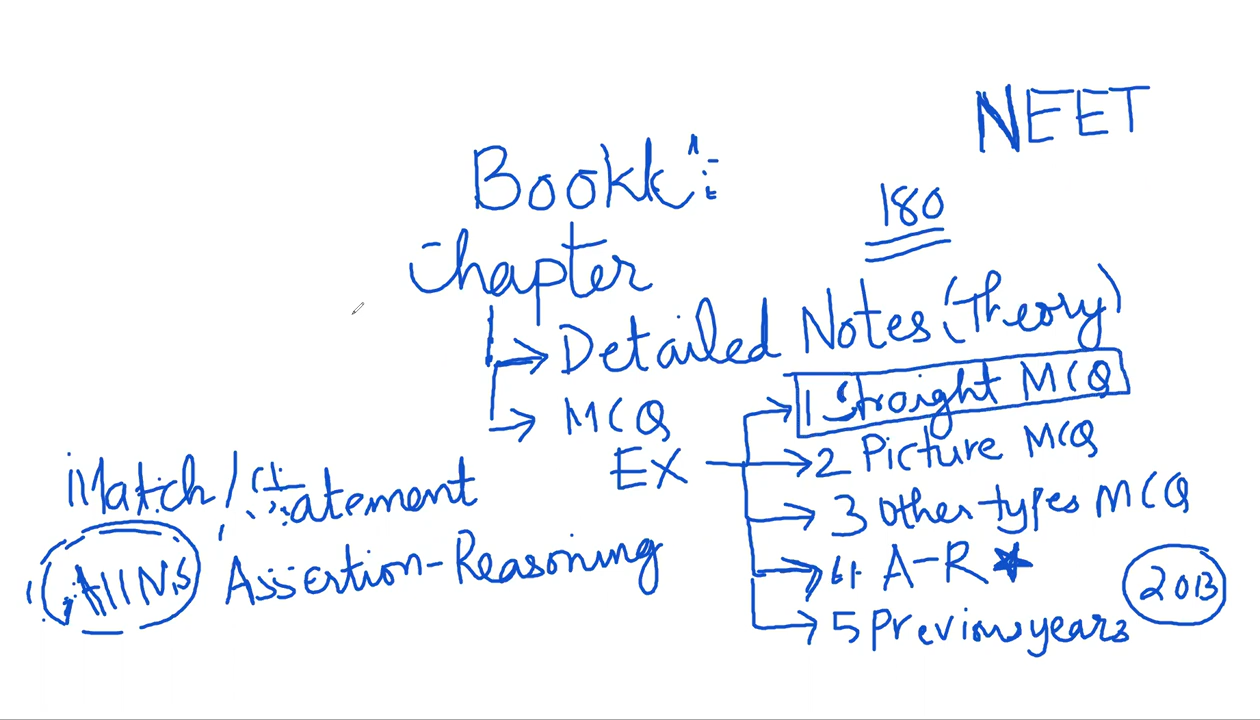 NEET
Bookk":
180
Chapter
Detailed Notes (Theory)
MCQ
EX
1 Straight MCQ
2 Picture MCQ
3 Other types MCQ
4 A-R ★
5 Previous years
2013
Match / Statement
AIIMS Assertion-Reasoning